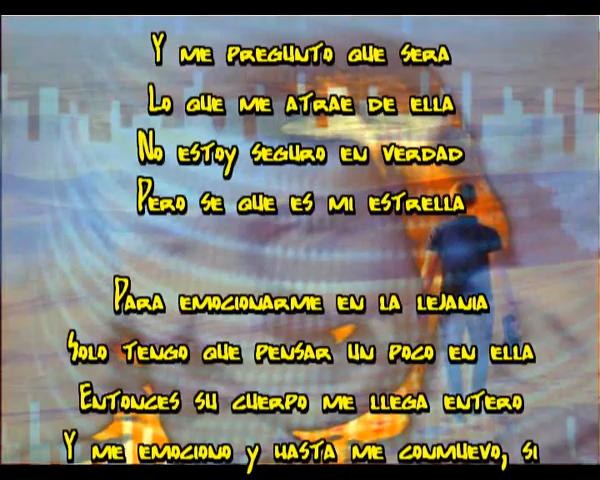 Y me pregunto que sera
Lo que me atrae de ella
No estoy seguro en verdad
Pero se que es mi estrella
Para emocionarme en la lejania
Solo tengo que pensar un poco en ella
Entonces su cuerpo me llega entero
Y me emociono y hasta me conmuevo, si